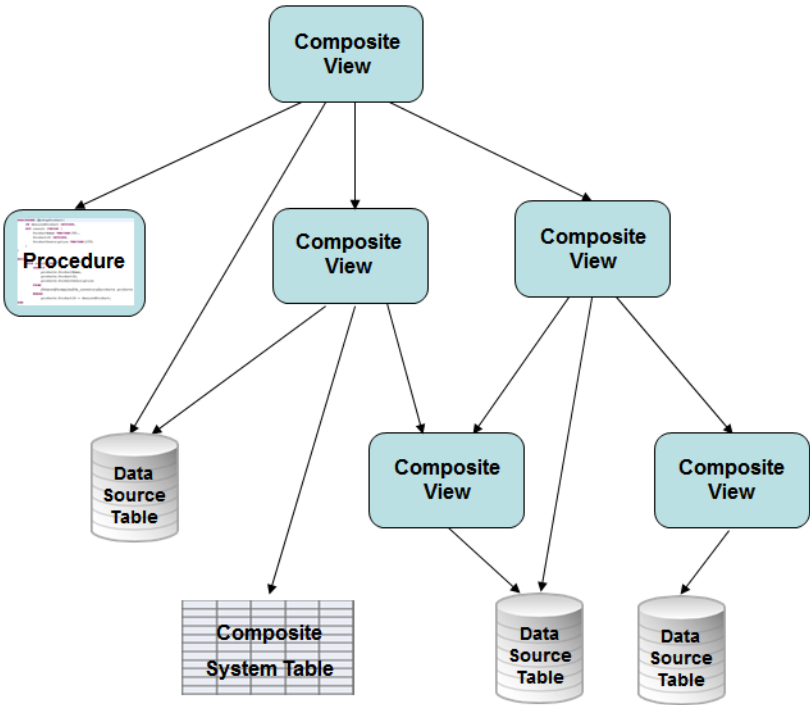 Composite
View
Procedure
Composite
View
Composite
View
Data
Source
Table
Composite
View
Composite
View
Composite
System Table
Data
Source
Table
Data
Source
Table